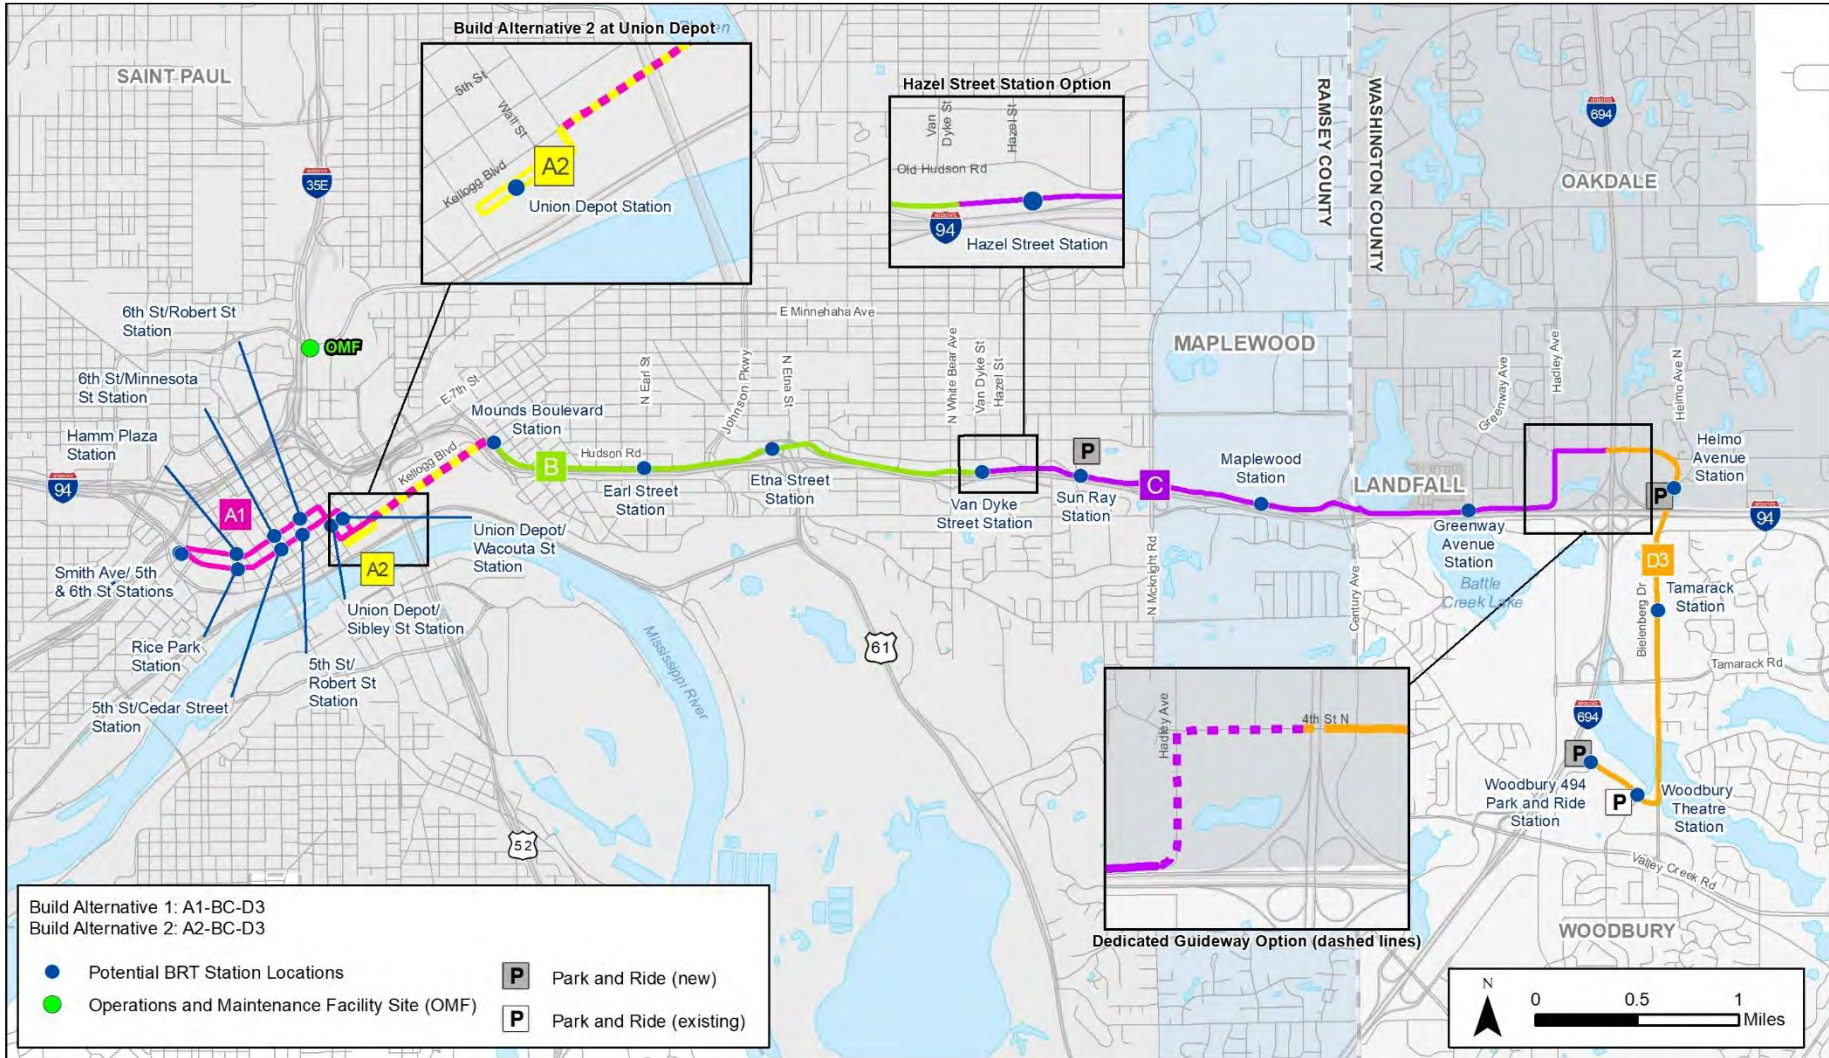 Build Alternative 2 at Union Depot
SAINT PAUL
5th St
Wall St
Kellogg Blvd
A2
Union Depot Station
Hazel Street Station Option
Van
Dyke St
Hazel St
Old Hudson Rd
94
Hazel Street Station
RAMSEY COUNTY
WASHINGTON COUNTY
694
OAKDALE
35E
6th St/Robert St
Station
OMF
6th St/Minnesota
St Station
Hamm Plaza
Station
94
A1
Smith Ave/ 5th
& 6th St Stations
Rice Park
Station
5th St/Cedar Street
Station
5th St/
Robert St
Station
Union Depot/
Sibley St Station
A2
Union Depot/
Wacouta St
Station
E 7th St
Kellogg Blvd
Mounds Boulevard
Station
B
Hudson Rd
N Earl St
Earl Street
Station
Johnson Pkwy
N Etna St
Etna Street
Station
E Minnehaha Ave
N White Bear Ave
Van Dyke St
Hazel St
Van Dyke
Street Station
P
Sun Ray
Station
C
N Mcknight Rd
MAPLEWOOD
Maplewood
Station
Century Ave
LANDFALL
Greenway Ave
Greenway
Avenue
Station
Battle
Creek Lake
Hadley Ave
Helmo Ave N
Helmo
Avenue
Station
P
94
D3
Bielenberg Dr
Tamarack
Station
Tamarack Rd
694
P
Woodbury 494
Park and Ride
Station
P
Woodbury
Theatre
Station
Valley Creek Rd
WOODBURY
Mississippi River
61
52
Hadley Ave
4th St N
Dedicated Guideway Option (dashed lines)
Build Alternative 1: A1-BC-D3
Build Alternative 2: A2-BC-D3
Potential BRT Station Locations
Operations and Maintenance Facility Site (OMF)
P Park and Ride (new)
P Park and Ride (existing)
N
0 0.5 1
Miles